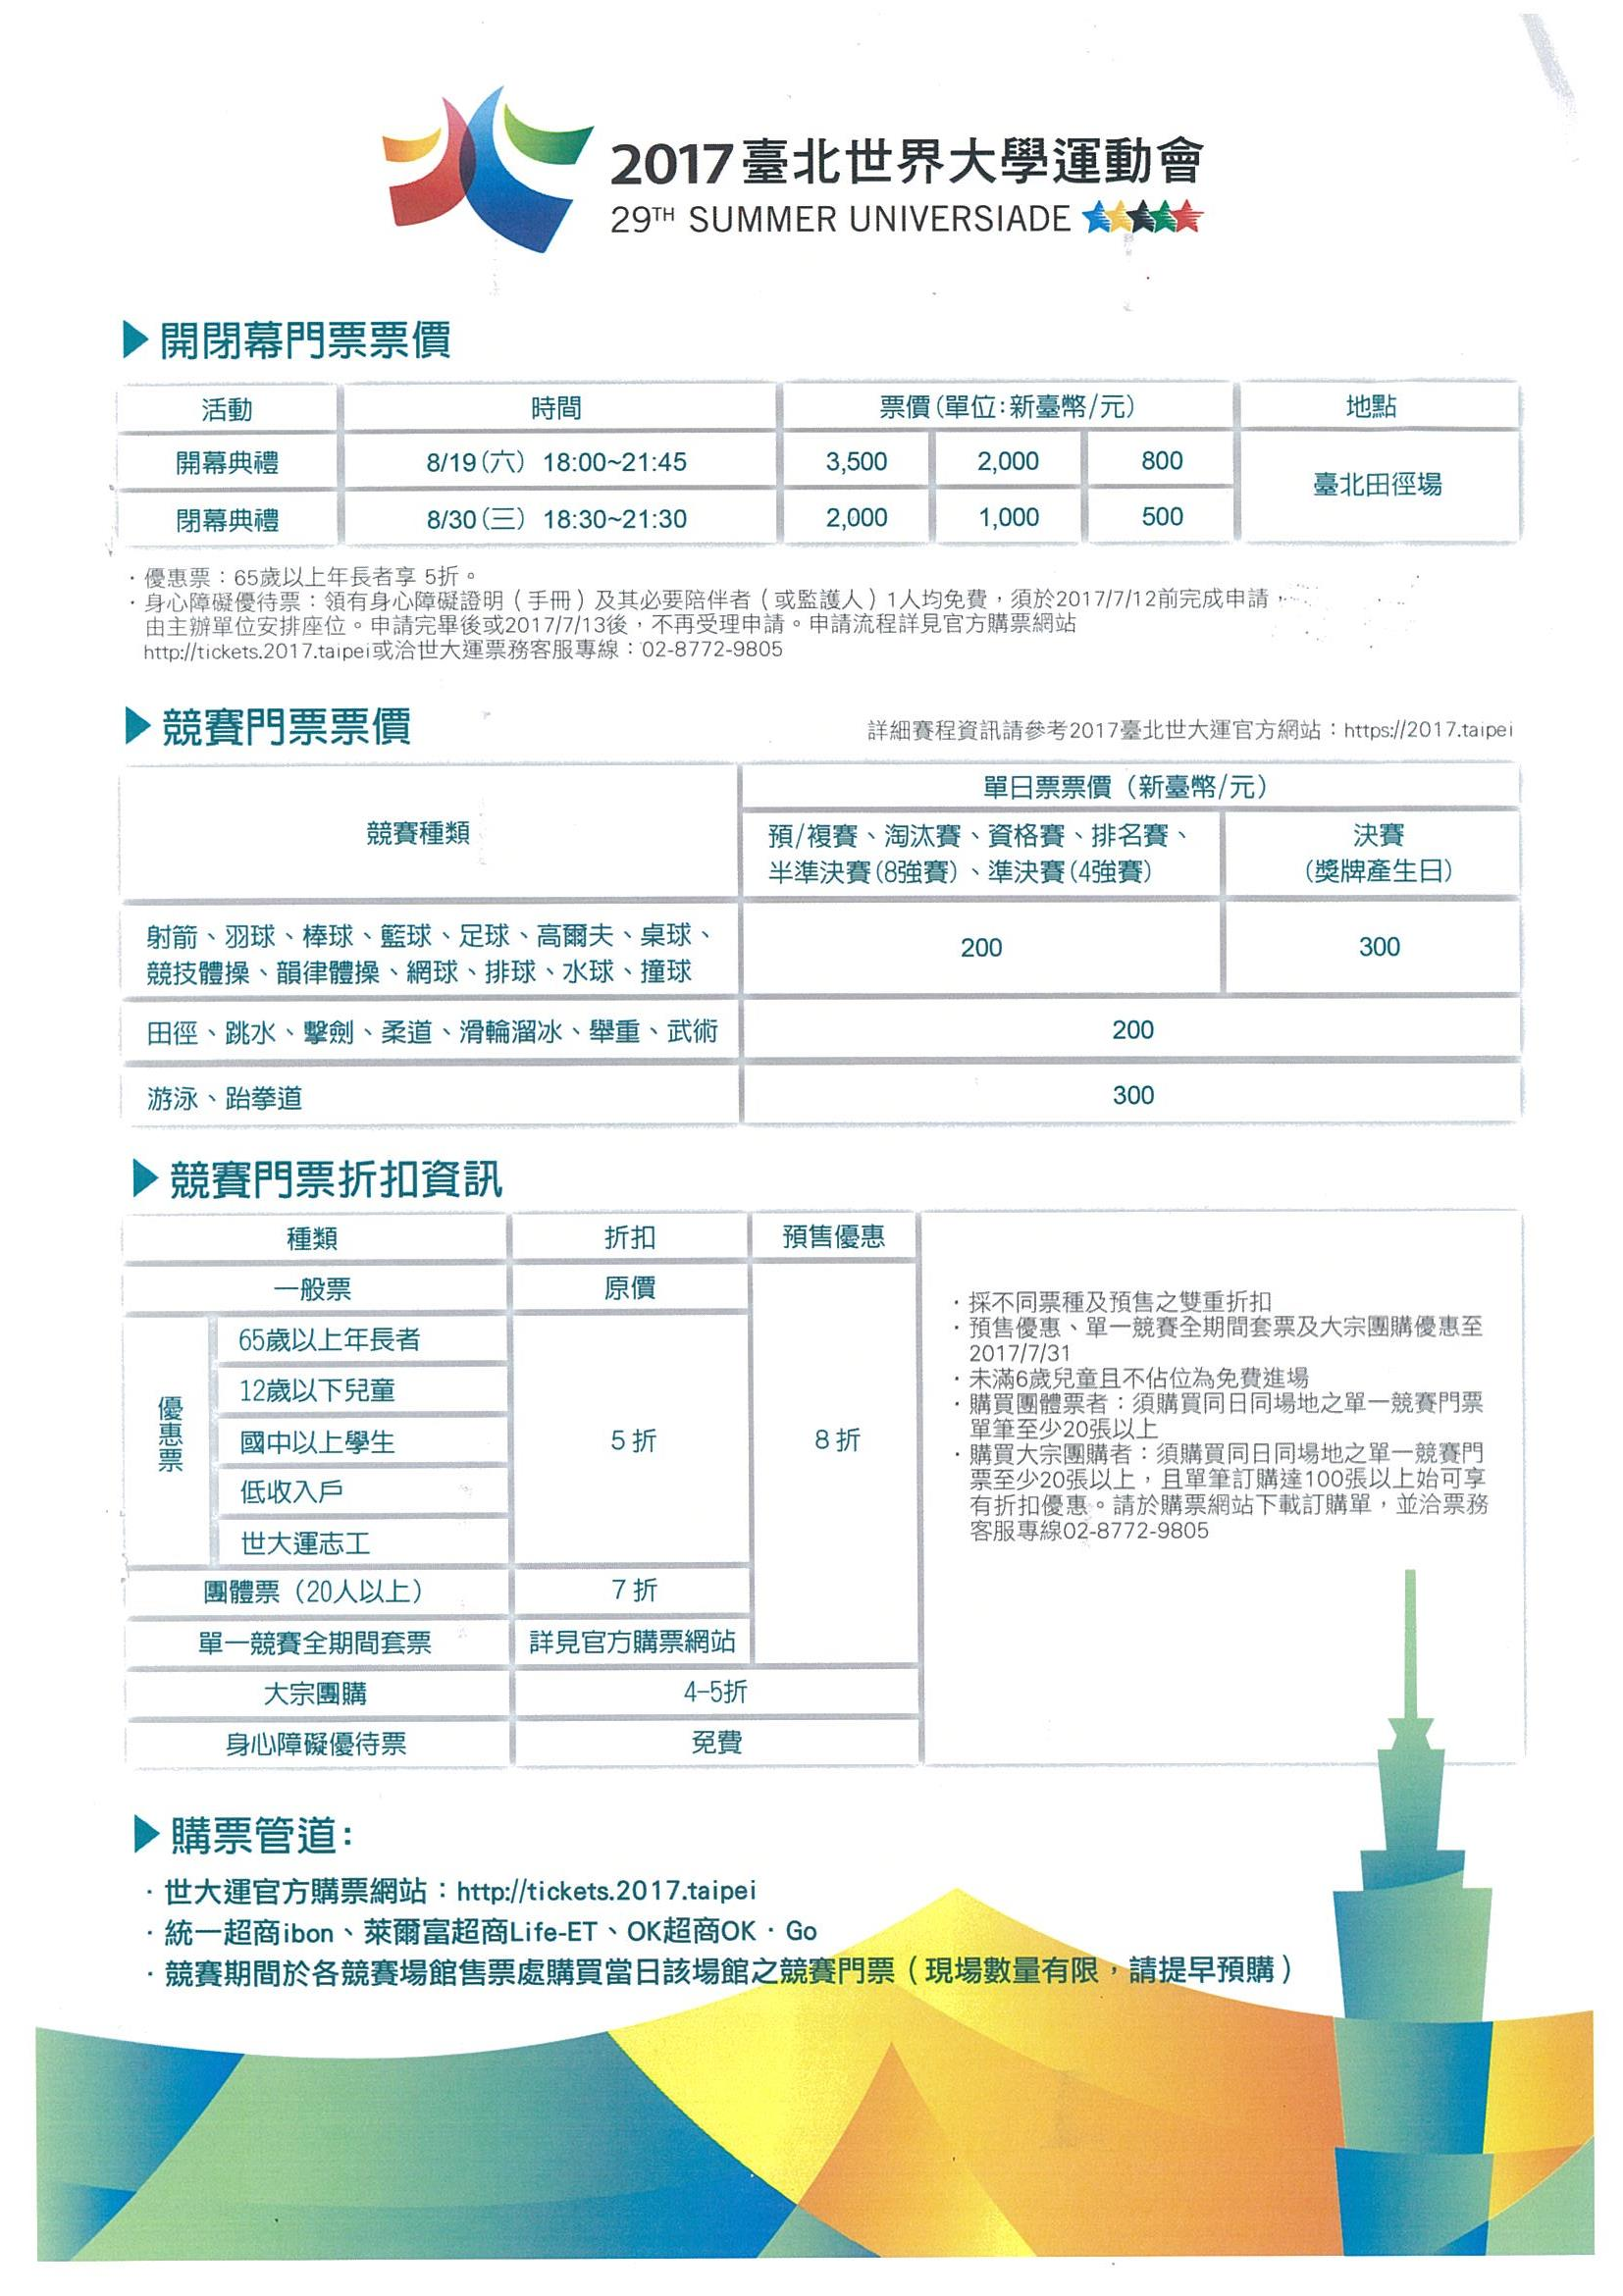 2017臺北世界大學運動會
29TH SUMMER UNIVERSIADE
開閉幕門票票價
活動 時間 票價(單位:新臺幣/元) 地點
開幕典禮 8/19(六) 18:00~21:45 3,500 2,000 800 臺北田徑場
閉幕典禮 8/30(三) 18:30~21:30 2,000 1,000 500
・優惠票：65歲以上年長者享 5折。
・身心障礙優待票：領有身心障礙證明（手冊）及其必要陪伴者（或監護人）1人均免費，須於2017/7/12前完成申請，
由主辦單位安排座位。申請完畢後或2017/7/13後，不再受理申請。申請流程詳見官方購票網站
http://tickets.2017.taipei或洽世大運票務客服專線：02-8772-9805
競賽門票票價
詳細賽程資訊請參考2017臺北世大運官方網站：https://2017.taipei
競賽種類
單日票票價（新臺幣/元）
預/複賽、淘汰賽、資格賽、排名賽、
半準決賽(8強賽)、準決賽(4強賽)
決賽
(獎牌產生日)
射箭、羽球、棒球、籃球、足球、高爾夫、桌球、
競技體操、韻律體操、網球、排球、水球、撞球
200 300
田徑、跳水、擊劍、柔道、滑輪溜冰、舉重、武術 200
游泳、跆拳道 300
競賽門票折扣資訊
種類 折扣 預售優惠
一般票 原價
優惠票
65歲以上年長者
12歲以下兒童
國中以上學生 5折 8折
低收入戶
世大運志工
團體票（20人以上） 7折
單一競賽全期間套票 詳見官方購票網站
大宗團購 4-5折
身心障礙優待票 免費
・採不同票種及預售之雙重折扣
・預售優惠、單一競賽全期間套票及大宗團購優惠至
2017/7/31
・未滿6歲兒童且不佔位為免費進場
・購買團體票者：須購買同日同場地之單一競賽門票
單筆至少20張以上
・購買大宗團購者：須購買同日同場地之單一競賽門
票至少20張以上，且單筆訂購達100張以上始可享
有折扣優惠。請於購票網站下載訂購單，並洽票務
客服專線02-8772-9805
購票管道:
・世大運官方購票網站：http://tickets.2017.taipei
・統一超商ibon、萊爾富超商Life-ET、OK超商OK・Go
・競賽期間於各競賽場館售票處購買當日該場館之競賽門票（現場數量有限，請提早預購）